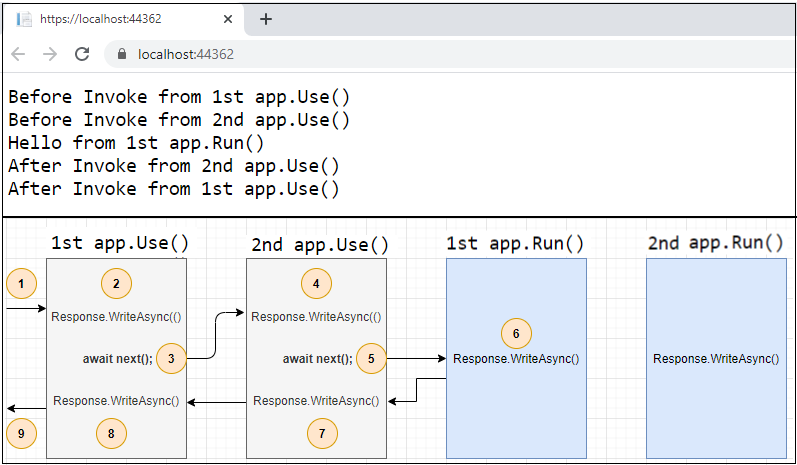 https://localhost:44362
localhost:44362
Before Invoke from 1st app.Use()
Before Invoke from 2nd app.Use()
Hello from 1st app.Run()
After Invoke from 2nd app.Use()
After Invoke from 1st app.Use()
1st app.Use() 2nd app.Use() 1st app.Run() 2nd app.Run()
1 2 4
Response.WriteAsync(() Response.WriteAsync(()
6
await next(); 3 await next(); 5 Response.WriteAsync() Response.WriteAsync()
Response.WriteAsync() Response.WriteAsync()
9 8 7